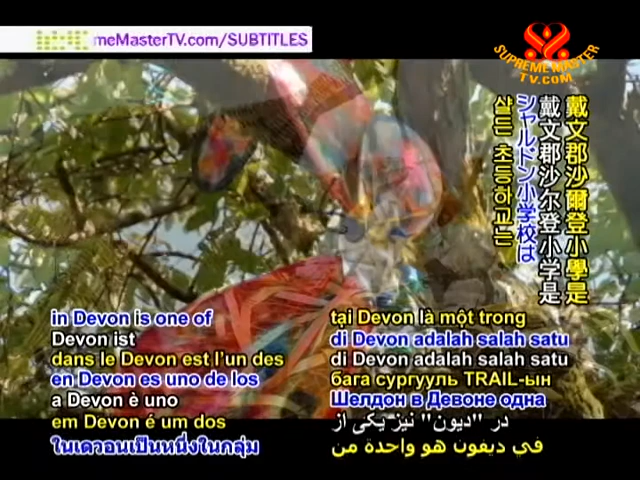 meMasterTV.com/SUBTITLES
SUPREME MASTER
TV.COM
戴文郡沙爾登小學是
戴文郡沙尔登小学是
シャルドン小学校は
샬든 초등학교는
in Devon is one of
Devon ist
dans le Devon est l'un des
en Devon es uno de los
a Devon è uno
em Devon é um dos
ในเดวอนเป็นหนึ่งในกลุ่ม
tại Devon là một trong
di Devon adalah salah satu
di Devon adalah salah satu
бага сургууль TRAIL-ын
Шелдон в Девоне одна
در "دیون" نیز یکی از
في ديفون هو واحدة من